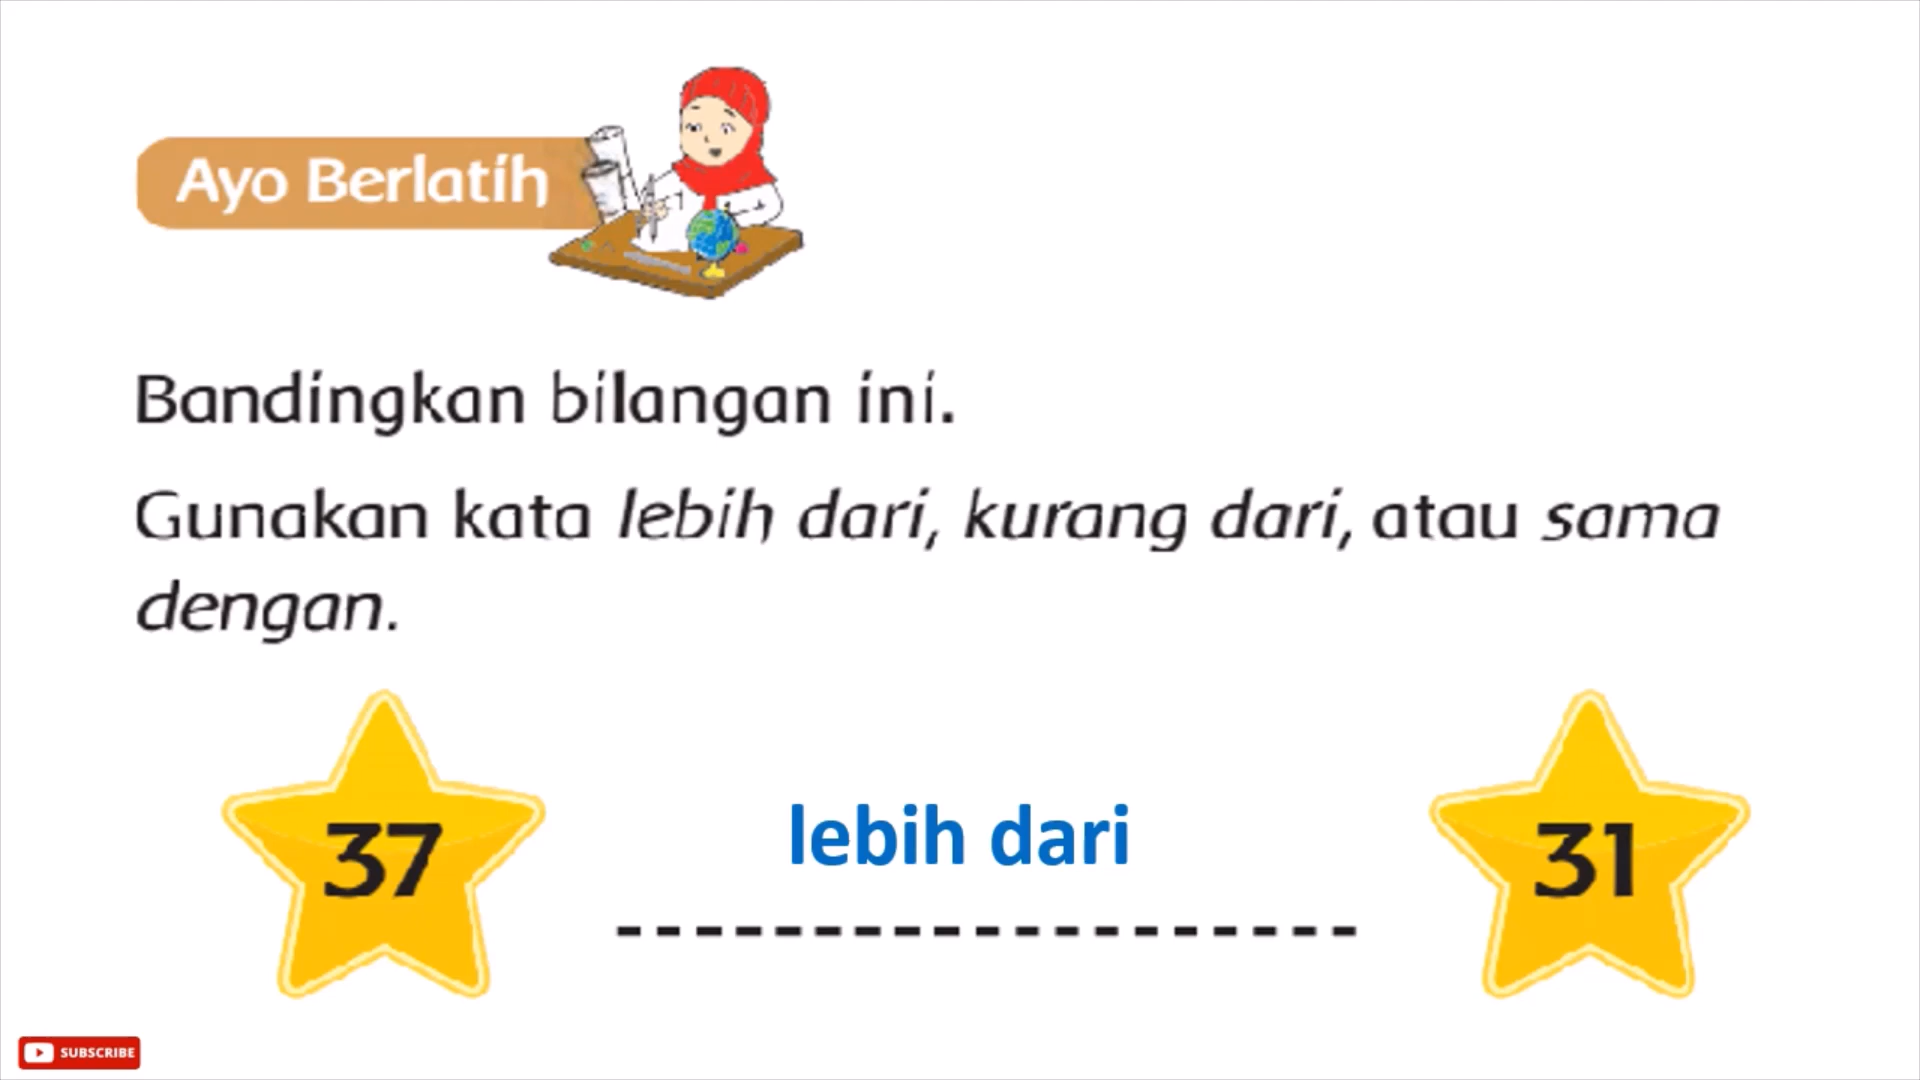 Ayo Berlatih
Bandingkan bilangan ini.
Gunakan kata lebih dari, kurang dari, atau sama
dengan.
37 lebih dari 31
SUBSCRIBE